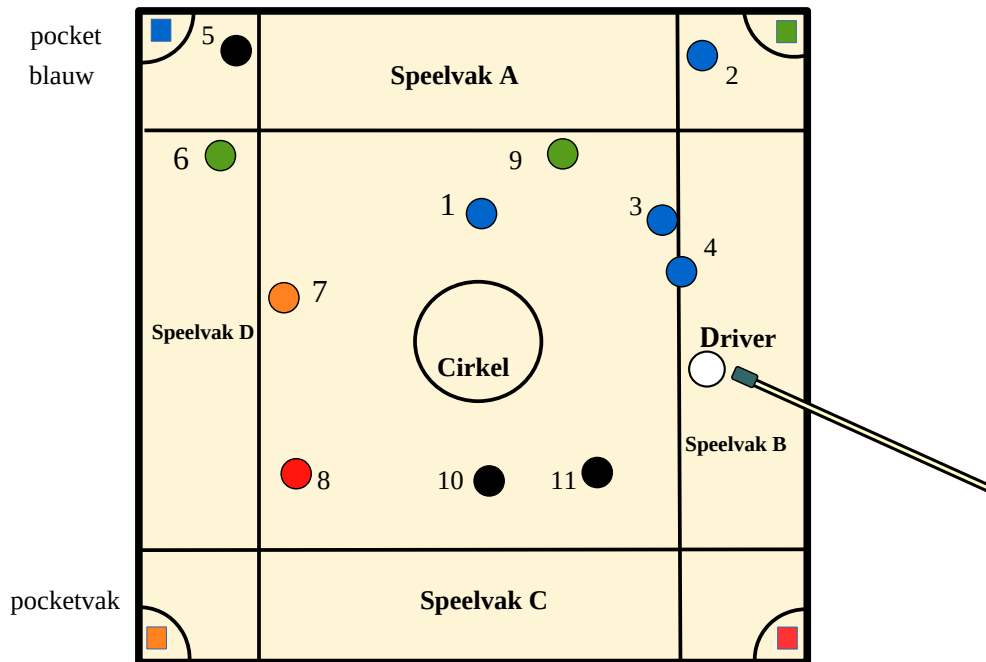 pocket
blauw
5
Speelvak A
2
6
9
1
3
4
7
Speelvak D
Driver
Cirkel
Speelvak B
8
10
11
pocketvak
Speelvak C